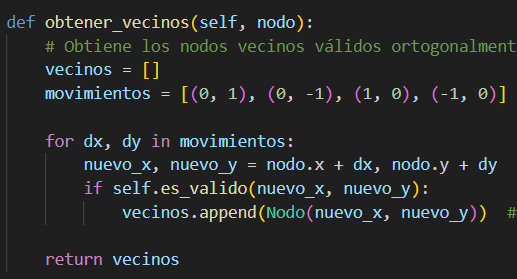 def obtener_vecinos(self, nodo):
    # Obtiene los nodos vecinos válidos ortogonalment
    vecinos = []
    movimientos = [(0, 1), (0, -1), (1, 0), (-1, 0)]

    for dx, dy in movimientos:
        nuevo_x, nuevo_y = nodo.x + dx, nodo.y + dy
        if self.es_valido(nuevo_x, nuevo_y):
            vecinos.append(Nodo(nuevo_x, nuevo_y))  #

    return vecinos